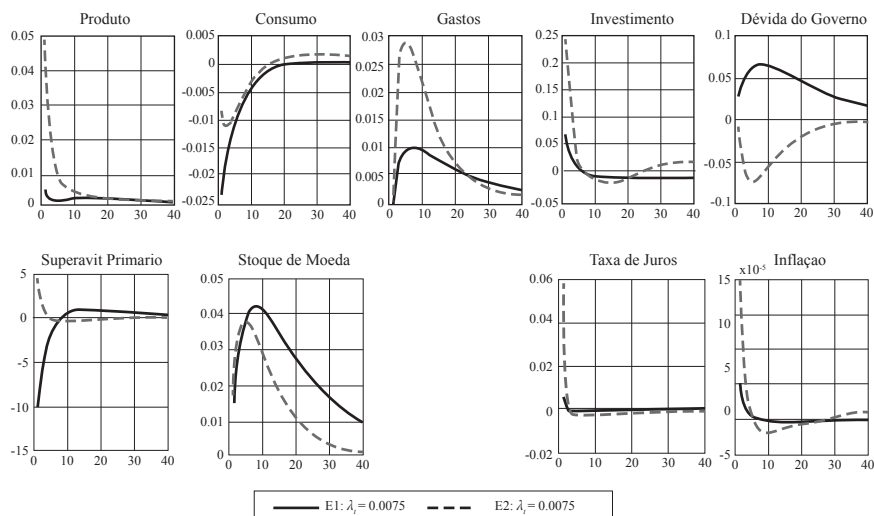 Produto
0.05
0.04
0.03
0.02
0.01
0
0 10 20 30 40
Consumo
0.005
0
-0.005
-0.01
-0.015
-0.02
-0.025
0 10 20 30 40
Gastos
0.03
0.025
0.02
0.015
0.01
0.005
0
0 10 20 30 40
Investimento
0.25
0.20
0.15
0.01
0.05
0
-0.05
0 10 20 30 40
Dévida do Governo
0.1
0.05
0
-0.05
-0.1
0 10 20 30 40
Superavit Primario
5
0
-5
-10
-15
0 10 20 30 40
Stoque de Moeda
0.05
0.04
0.03
0.04
0.01
0
0 10 20 30 40
Taxa de Juros
0.06
0.04
0.02
0
-0.02
0 10 20 30 40
Inflaçao
x10-5
15
10
5
0
-5
0 10 20 30 40
E1: λt = 0.0075 E2: λt = 0.0075